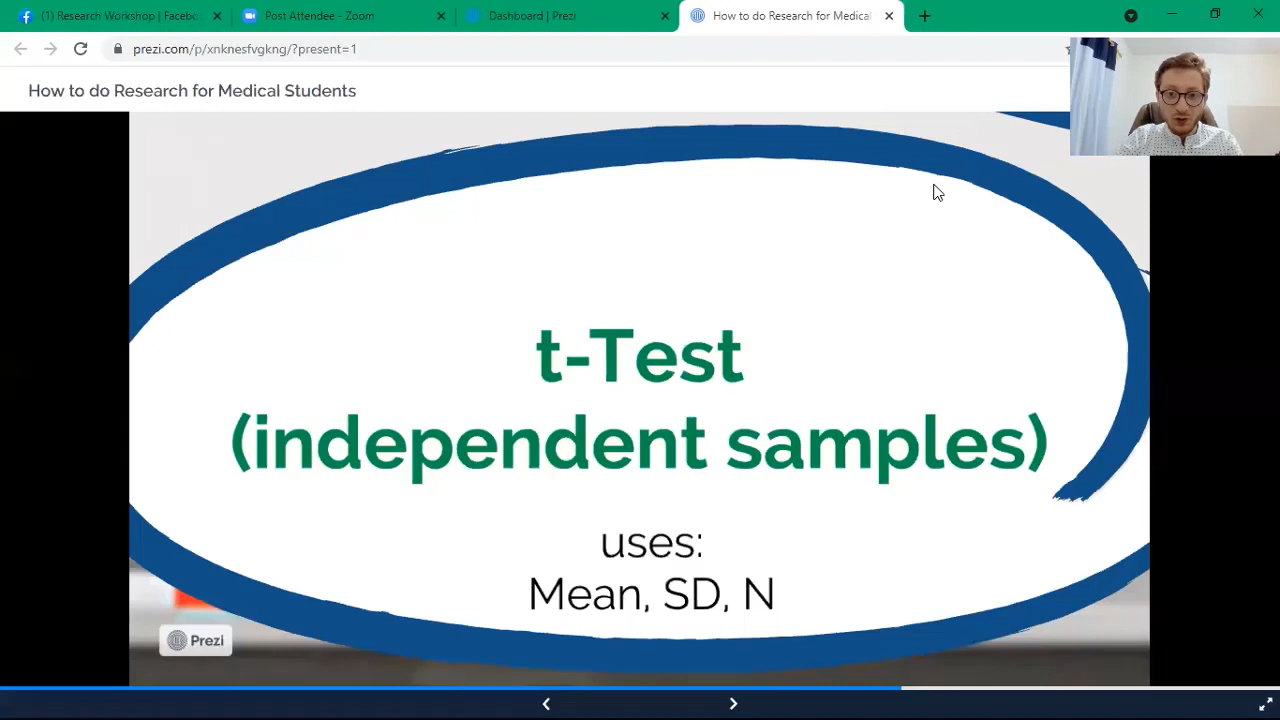 (1) Research Workshop | Facebo
Post Attendee - Zoom
Dashboard | Prezi
How to do Research for Medical
prezi.com/p/xnknesfvgkng/?present=1
How to do Research for Medical Students
t-Test
(independent samples)
uses:
Mean, SD, N
Prezi